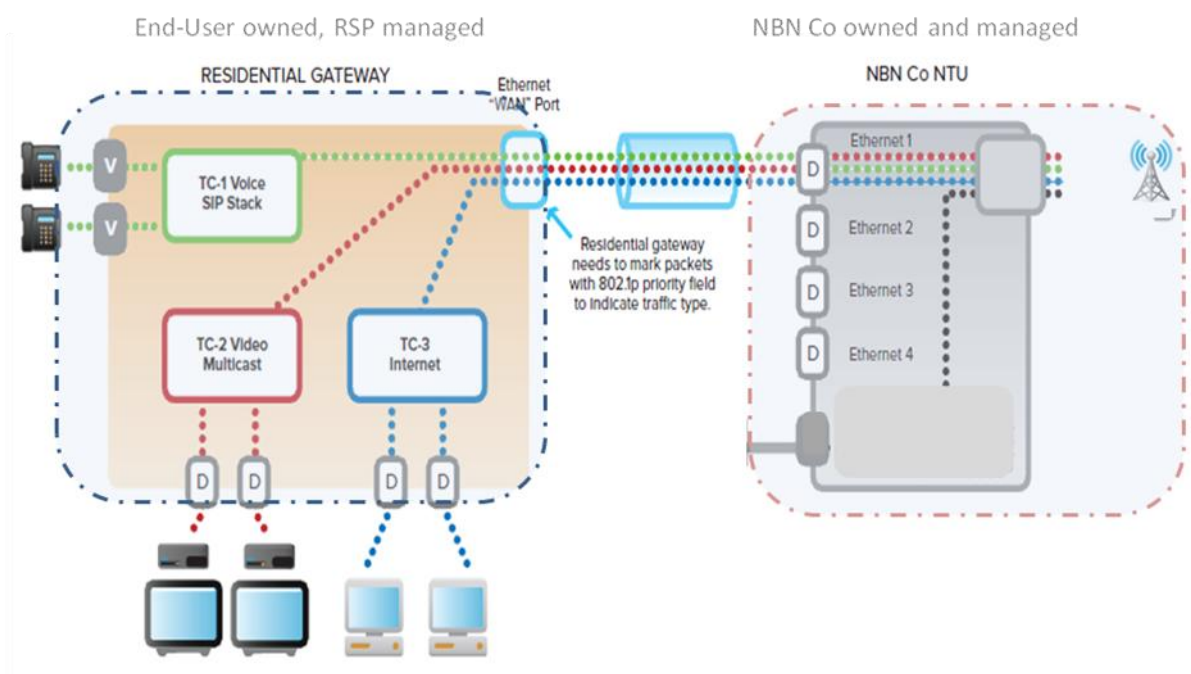 End-User owned, RSP managed
NBN Co owned and managed
RESIDENTIAL GATEWAY
Ethernet
"WAN" Port
NBN Co NTU
V
TC-1 Voice
SIP Stack
V
Ethernet 1
D
Ethernet 2
D
Ethernet 3
D
Ethernet 4
D
Residential gateway
needs to mark packets
with 802.1p priority field
to indicate traffic type.
TC-2 Video
Multicast
TC-3
Internet
D
D
D
D